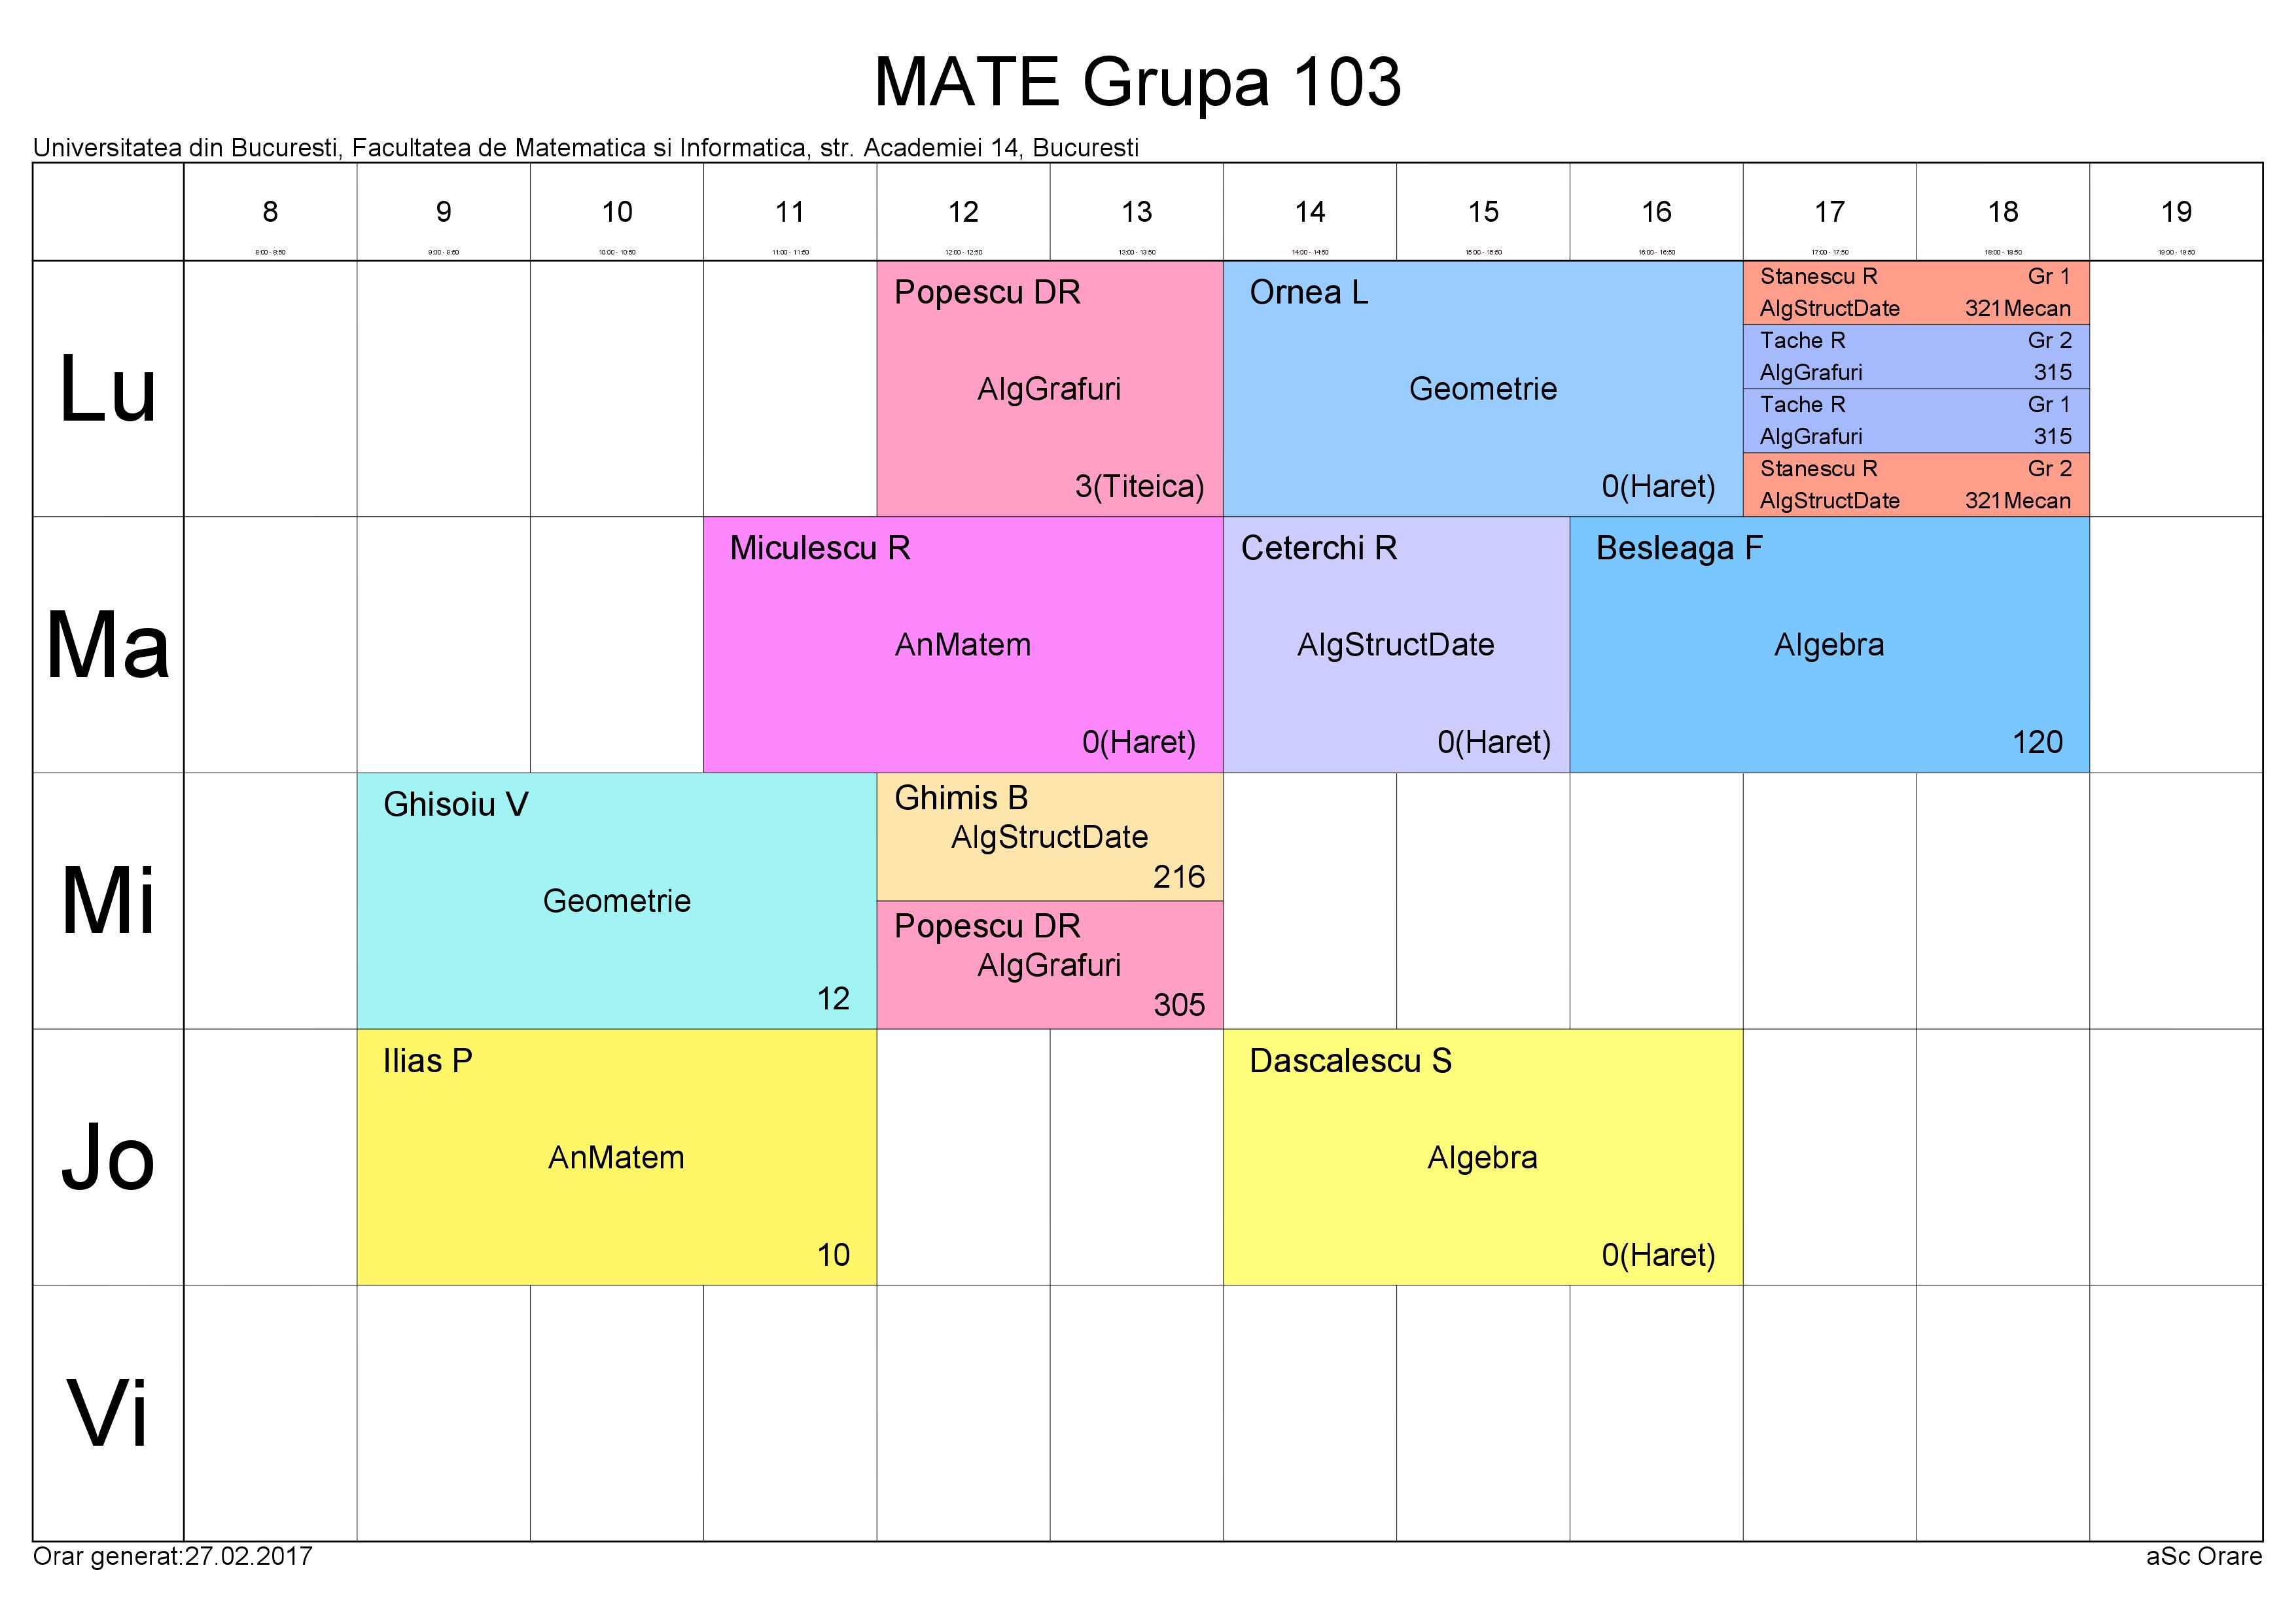 MATE Grupa 103
Universitatea din Bucuresti, Facultatea de Matematica si Informatica, str. Academiei 14, Bucuresti
8 9 10 11 12 13 14 15 16 17 18 19
8:00 - 8:50 9:00 - 9:50 10:00 - 10:50 11:00 - 11:50 12:00 - 12:50 13:00 - 13:50 14:00 - 14:50 15:00 - 15:50 16:00 - 16:50 17:00 - 17:50 18:00 - 18:50 19:00 - 19:50
Lu
Popescu DR
AlgGrafuri
3(Titeica)
Ornea L
Geometrie
0(Haret)
Stanescu R Gr 1
AlgStructDate 321Mecan
Tache R Gr 2
AlgGrafuri 315
Tache R Gr 1
AlgGrafuri 315
Stanescu R Gr 2
AlgStructDate 321Mecan
Ma
Miculescu R
AnMatem
0(Haret)
Ceterchi R
AlgStructDate
0(Haret)
Besleaga F
Algebra
120
Mi
Ghisoiu V
Geometrie
12
Ghimis B
AlgStructDate
216
Popescu DR
AlgGrafuri
305
Jo
Ilias P
AnMatem
10
Dascalescu S
Algebra
0(Haret)
Vi
Orar generat:27.02.2017
aSc Orare